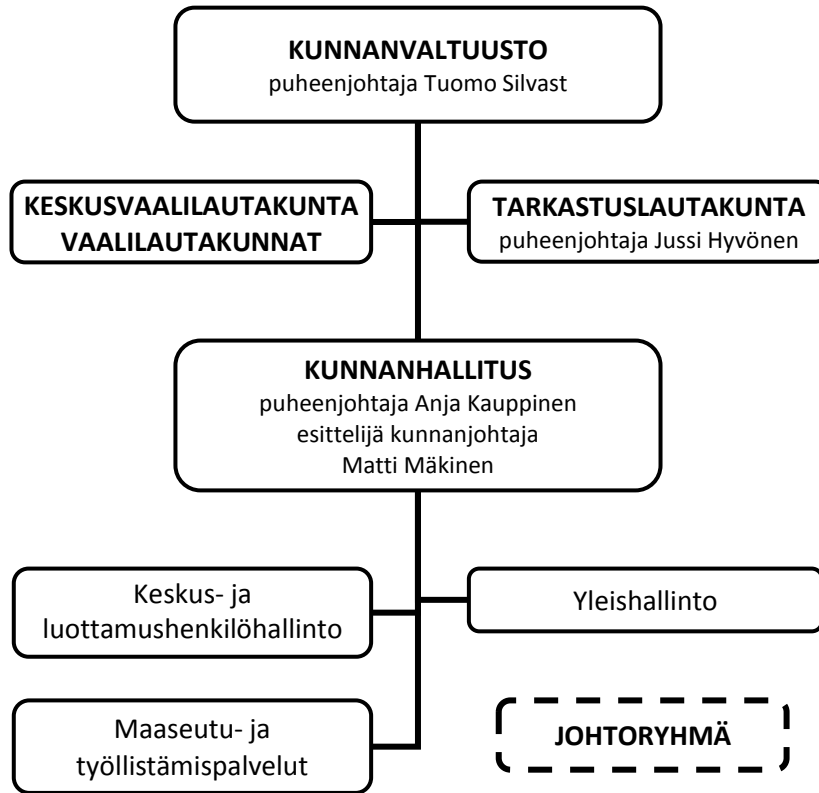 KUNNANVALTUUSTO
puheenjohtaja Tuomo Silvast
KESKUSVAALILAUTAKUNTA
VAALILAUTAKUNNAT
TARKASTUSLAUTAKUNTA
puheenjohtaja Jussi Hyvönen
KUNNANHALLITUS
puheenjohtaja Anja Kauppinen
esittelijä kunnanjohtaja
Matti Mäkinen
Keskus- ja
luottamushenkilöhallinto
Yleishallinto
Maaseutu- ja
työllistämispalvelut
JOHTORYHMÄ